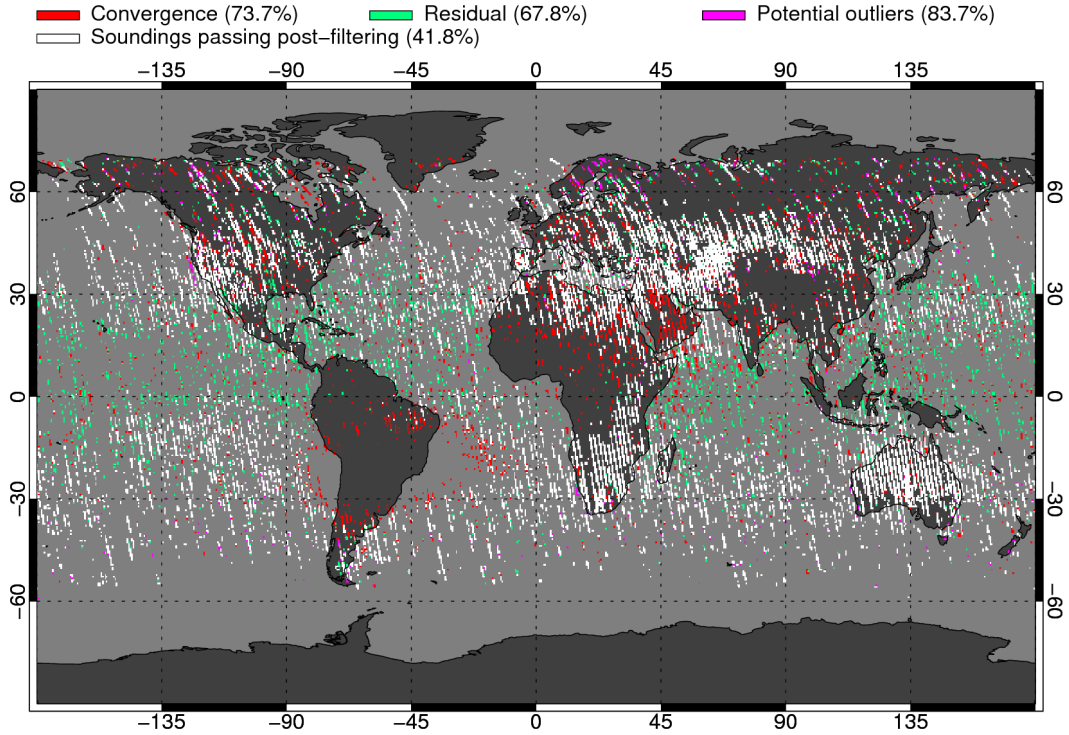 Convergence (73.7%) Residual (67.8%) Potential outliers (83.7%)
Soundings passing post−filtering (41.8%)
−135 −90 −45 0 45 90 135
60 60
30 30
0 0
−30 −30
−60 −60
−135 −90 −45 0 45 90 135